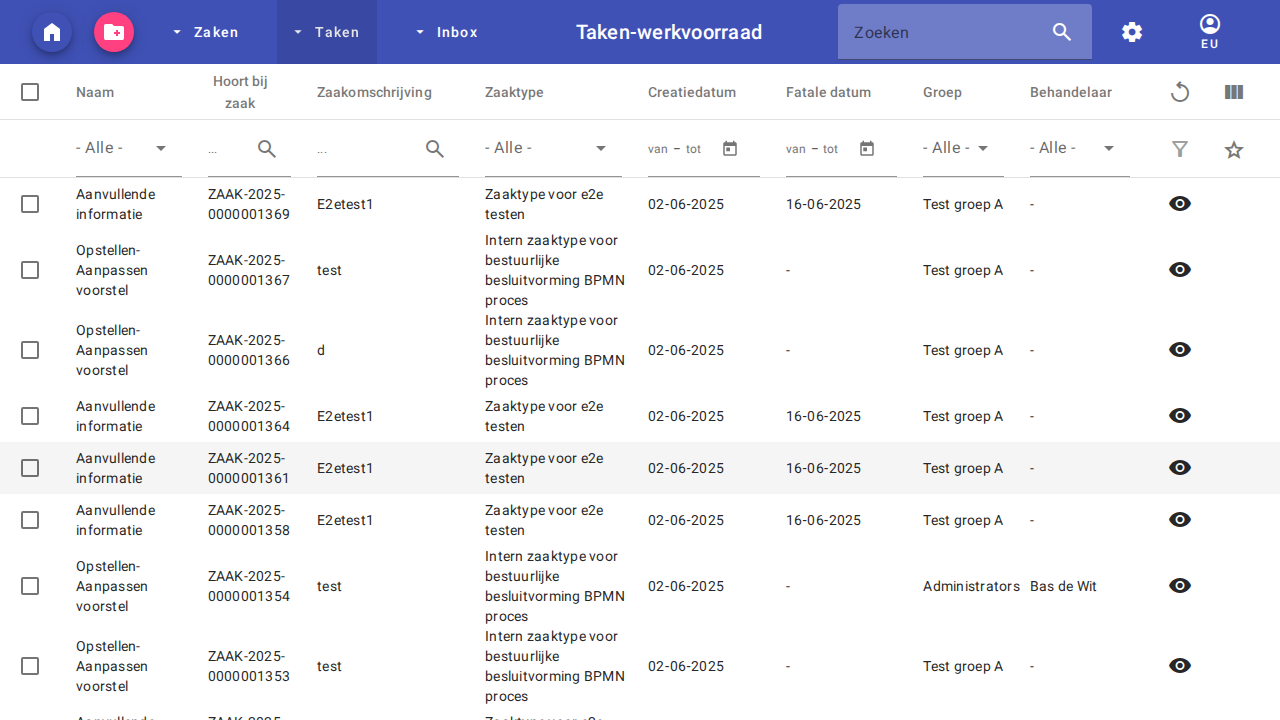 Zaken Taken Inbox Taken-werkvoorraad Zoeken EU
Naam Hoort bij zaak Zaakomschrijving Zaaktype Creatiedatum Fatale datum Groep Behandelaar
- Alle - ... ... - Alle - van – tot van – tot - Alle - - Alle -
Aanvullende informatie ZAAK-2025-0000001369 E2etest1 Zaaktype voor e2e testen 02-06-2025 16-06-2025 Test groep A -
Opstellen-Aanpassen voorstel ZAAK-2025-0000001367 test Intern zaaktype voor bestuurlijke besluitvorming BPMN proces 02-06-2025 - Test groep A -
Opstellen-Aanpassen voorstel ZAAK-2025-0000001366 d Intern zaaktype voor bestuurlijke besluitvorming BPMN proces 02-06-2025 - Test groep A -
Aanvullende informatie ZAAK-2025-0000001364 E2etest1 Zaaktype voor e2e testen 02-06-2025 16-06-2025 Test groep A -
Aanvullende informatie ZAAK-2025-0000001361 E2etest1 Zaaktype voor e2e testen 02-06-2025 16-06-2025 Test groep A -
Aanvullende informatie ZAAK-2025-0000001358 E2etest1 Zaaktype voor e2e testen 02-06-2025 16-06-2025 Test groep A -
Opstellen-Aanpassen voorstel ZAAK-2025-0000001354 test Intern zaaktype voor bestuurlijke besluitvorming BPMN proces 02-06-2025 - Administrators Bas de Wit
Opstellen-Aanpassen voorstel ZAAK-2025-0000001353 test Intern zaaktype voor bestuurlijke besluitvorming BPMN proces 02-06-2025 - Test groep A -